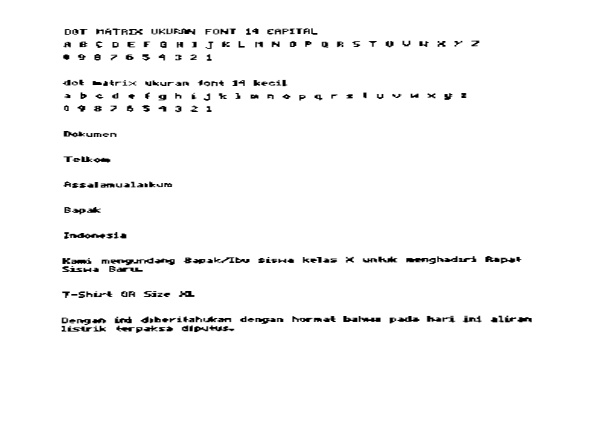 DOT MATRIX UKURAN FONT 14 CAPITAL
A B C D E F G H I J K L M N O P Q R S T U V W X Y Z
0 9 8 7 6 5 4 3 2 1
dot matrix ukuran font 14 kecil
a b c d e f g h i j k l m n o p q r s t u v w x y z
0 9 8 7 6 5 4 3 2 1
Dokumen
Telkom
Assalamualaikum
Bapak
Indonesia
Kami mengundang Bapak/Ibu siswa kelas X untuk menghadiri Rapat
Siswa Baru.
T-Shirt OR Size XL
Dengan ini diberitahukan dengan hormat bahwa pada hari ini aliran
listrik terpaksa diputus.